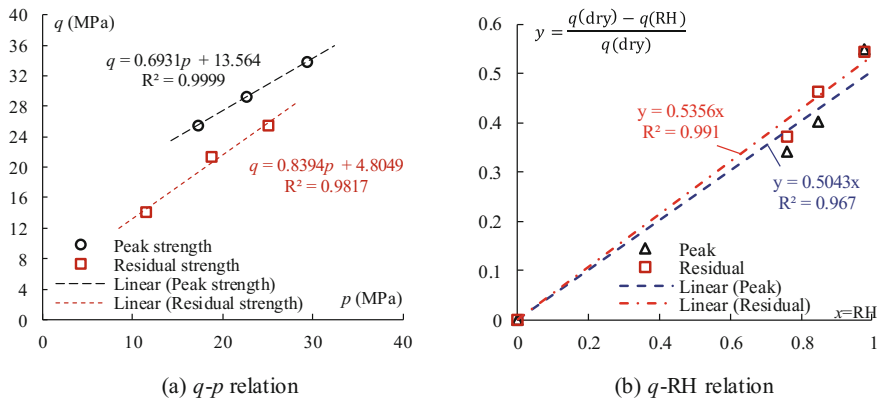 q (MPa)
40
36
32
28
24
20
16
12
8
4
0
q = 0.6931p + 13.564
R² = 0.9999
q = 0.8394p + 4.8049
R² = 0.9817
Peak strength
Residual strength
Linear (Peak strength)
Linear (Residual strength)
p (MPa)
0 10 20 30 40
(a) q-p relation
0.6
0.5
0.4
0.3
0.2
0.1
0
y = q(dry) − q(RH)
q(dry)
y = 0.5356x
R² = 0.991
y = 0.5043x
R² = 0.967
Peak
Residual
Linear (Peak)
Linear (Residual)
x=RH
0 0.2 0.4 0.6 0.8 1
(b) q-RH relation